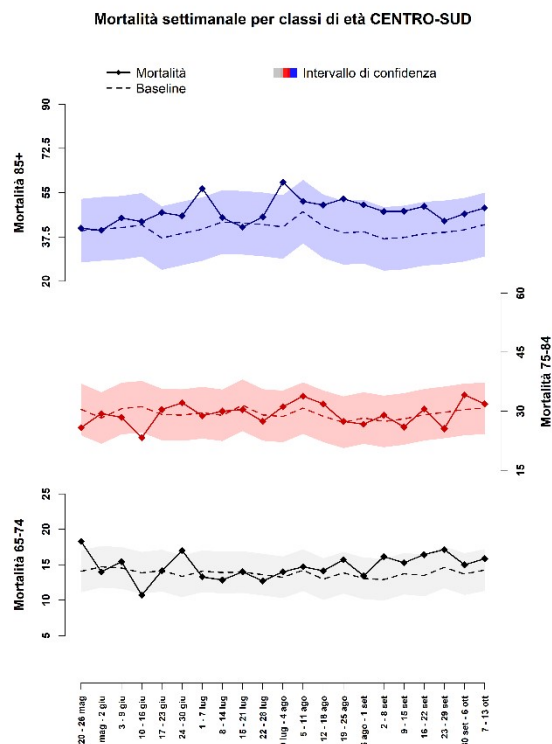 Mortalità settimanale per classi di età CENTRO-SUD
Mortalità
Baseline
Intervallo di confidenza
Mortalità 85+
90
72.5
55
37.5
20
Mortalità 75-84
60
45
30
15
Mortalità 65-74
25
20
15
10
5
20 - 26 mag
mag - 2 giu
3 - 9 giu
10 - 16 giu
17 - 23 giu
24 - 30 giu
1 - 7 lug
8 - 14 lug
15 - 21 lug
22 - 28 lug
lug - 4 ago
5 - 11 ago
12 - 18 ago
19 - 25 ago
ago - 1 set
2 - 8 set
9 - 15 set
16 - 22 set
23 - 29 set
30 set - 6 ott
7 - 13 ott